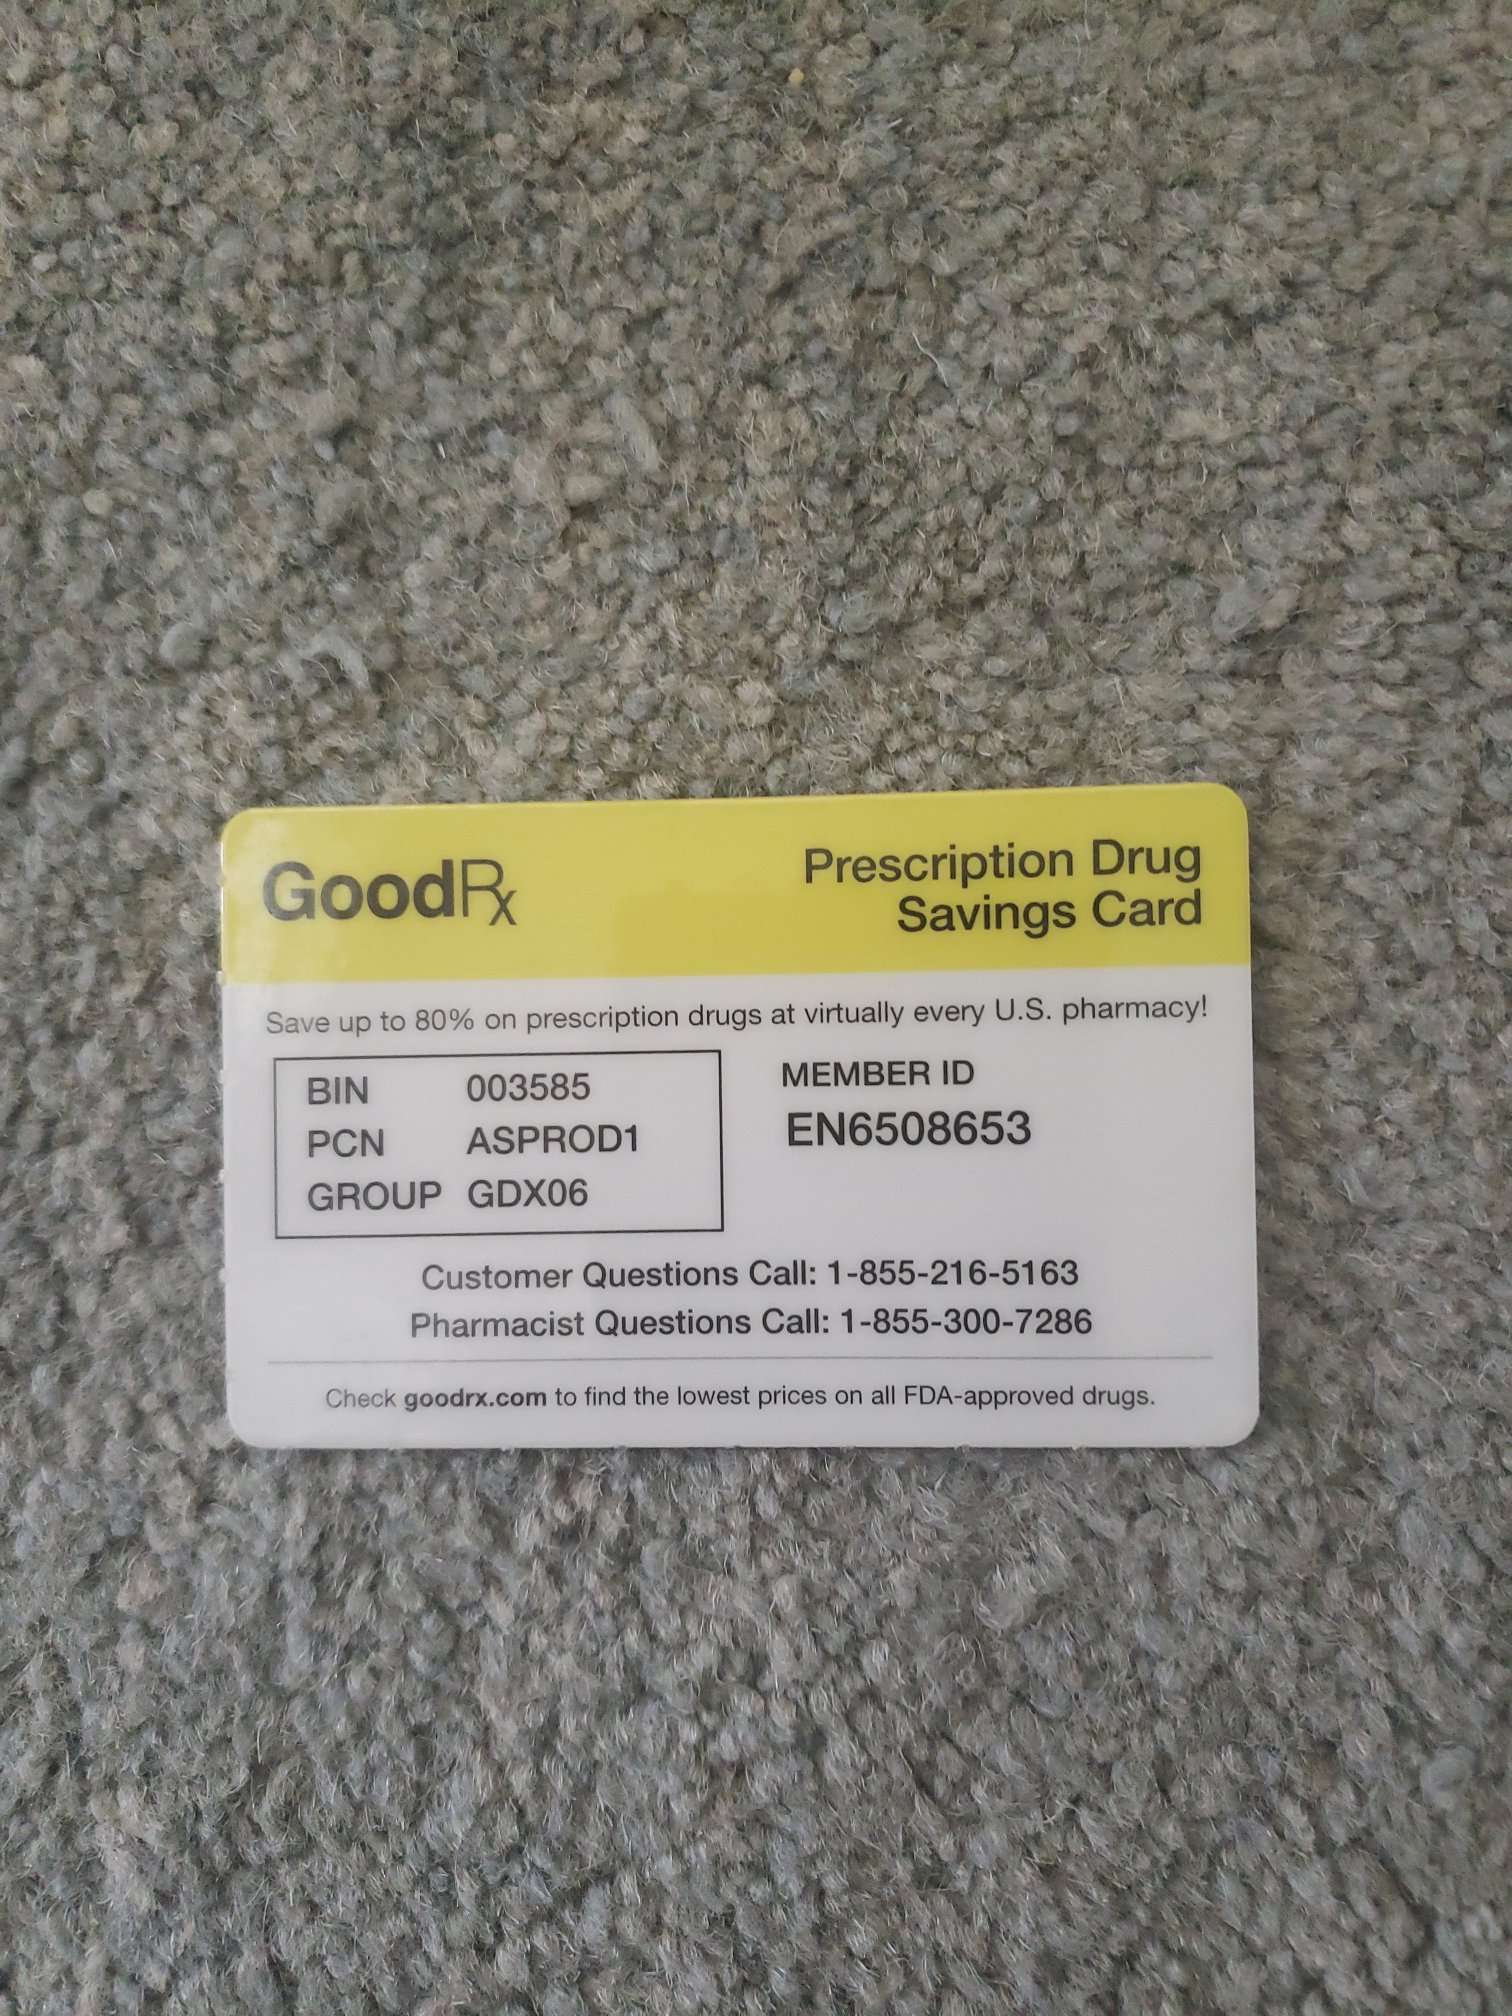 GoodRx
Prescription Drug
Savings Card
Save up to 80% on prescription drugs at virtually every U.S. pharmacy!
BIN 003585
PCN ASPROD1
GROUP GDX06
MEMBER ID
EN6508653
Customer Questions Call: 1-855-216-5163
Pharmacist Questions Call: 1-855-300-7286
Check goodrx.com to find the lowest prices on all FDA-approved drugs.